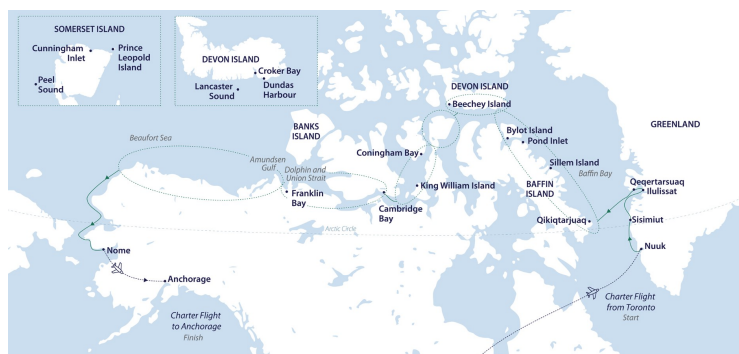 SOMERSET ISLAND
Cunningham
Inlet
Prince
Leopold
Island
Peel
Sound
DEVON ISLAND
Croker Bay
Lancaster
Sound
Dundas
Harbour
DEVON ISLAND
Beechey Island
GREENLAND
BANKS
ISLAND
Beaufort Sea
Amundsen
Gulf
Dolphin and
Union Strait
Coningham Bay
Bylot Island
Pond Inlet
Sillem Island
Baffin Bay
Qeqertarsuaq
Ilulissat
Franklin
Bay
King William Island
BAFFIN
ISLAND
Cambridge
Bay
Qikiqtarjuaq
Sisimiut
Arctic Circle
Nome
Nuuk
Anchorage
Charter Flight
to Anchorage
Finish
Charter Flight
from Toronto
Start